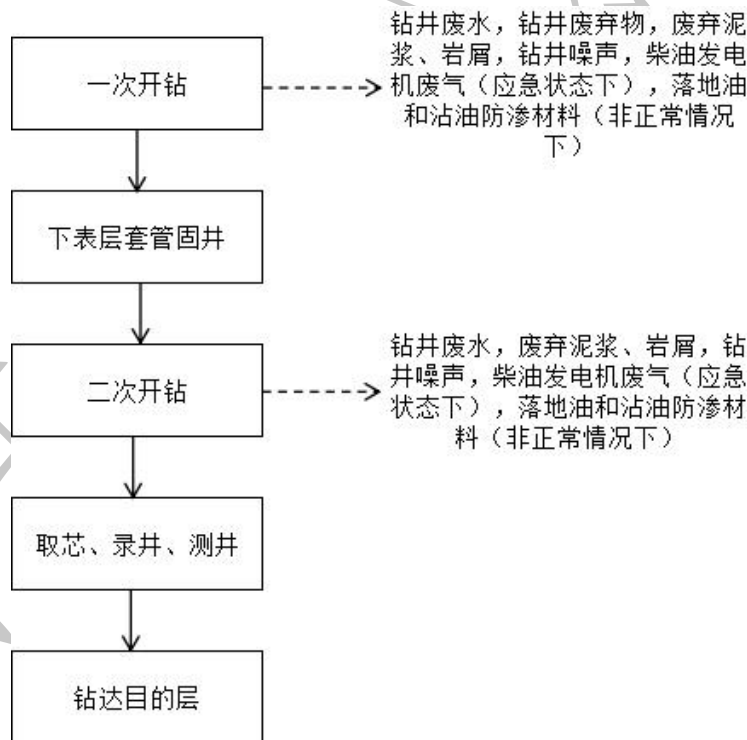 一次开钻
钻井废水，钻井废弃物，废弃泥
浆、岩屑，钻井噪声，柴油发电
机废气（应急状态下），落地油
和沾油防渗材料（非正常情况
下）
下表层套管固井
二次开钻
钻井废水，废弃泥浆、岩屑，钻
井噪声，柴油发电机废气（应急
状态下），落地油和沾油防渗材
料（非正常情况下）
取芯、录井、测井
钻达目的层